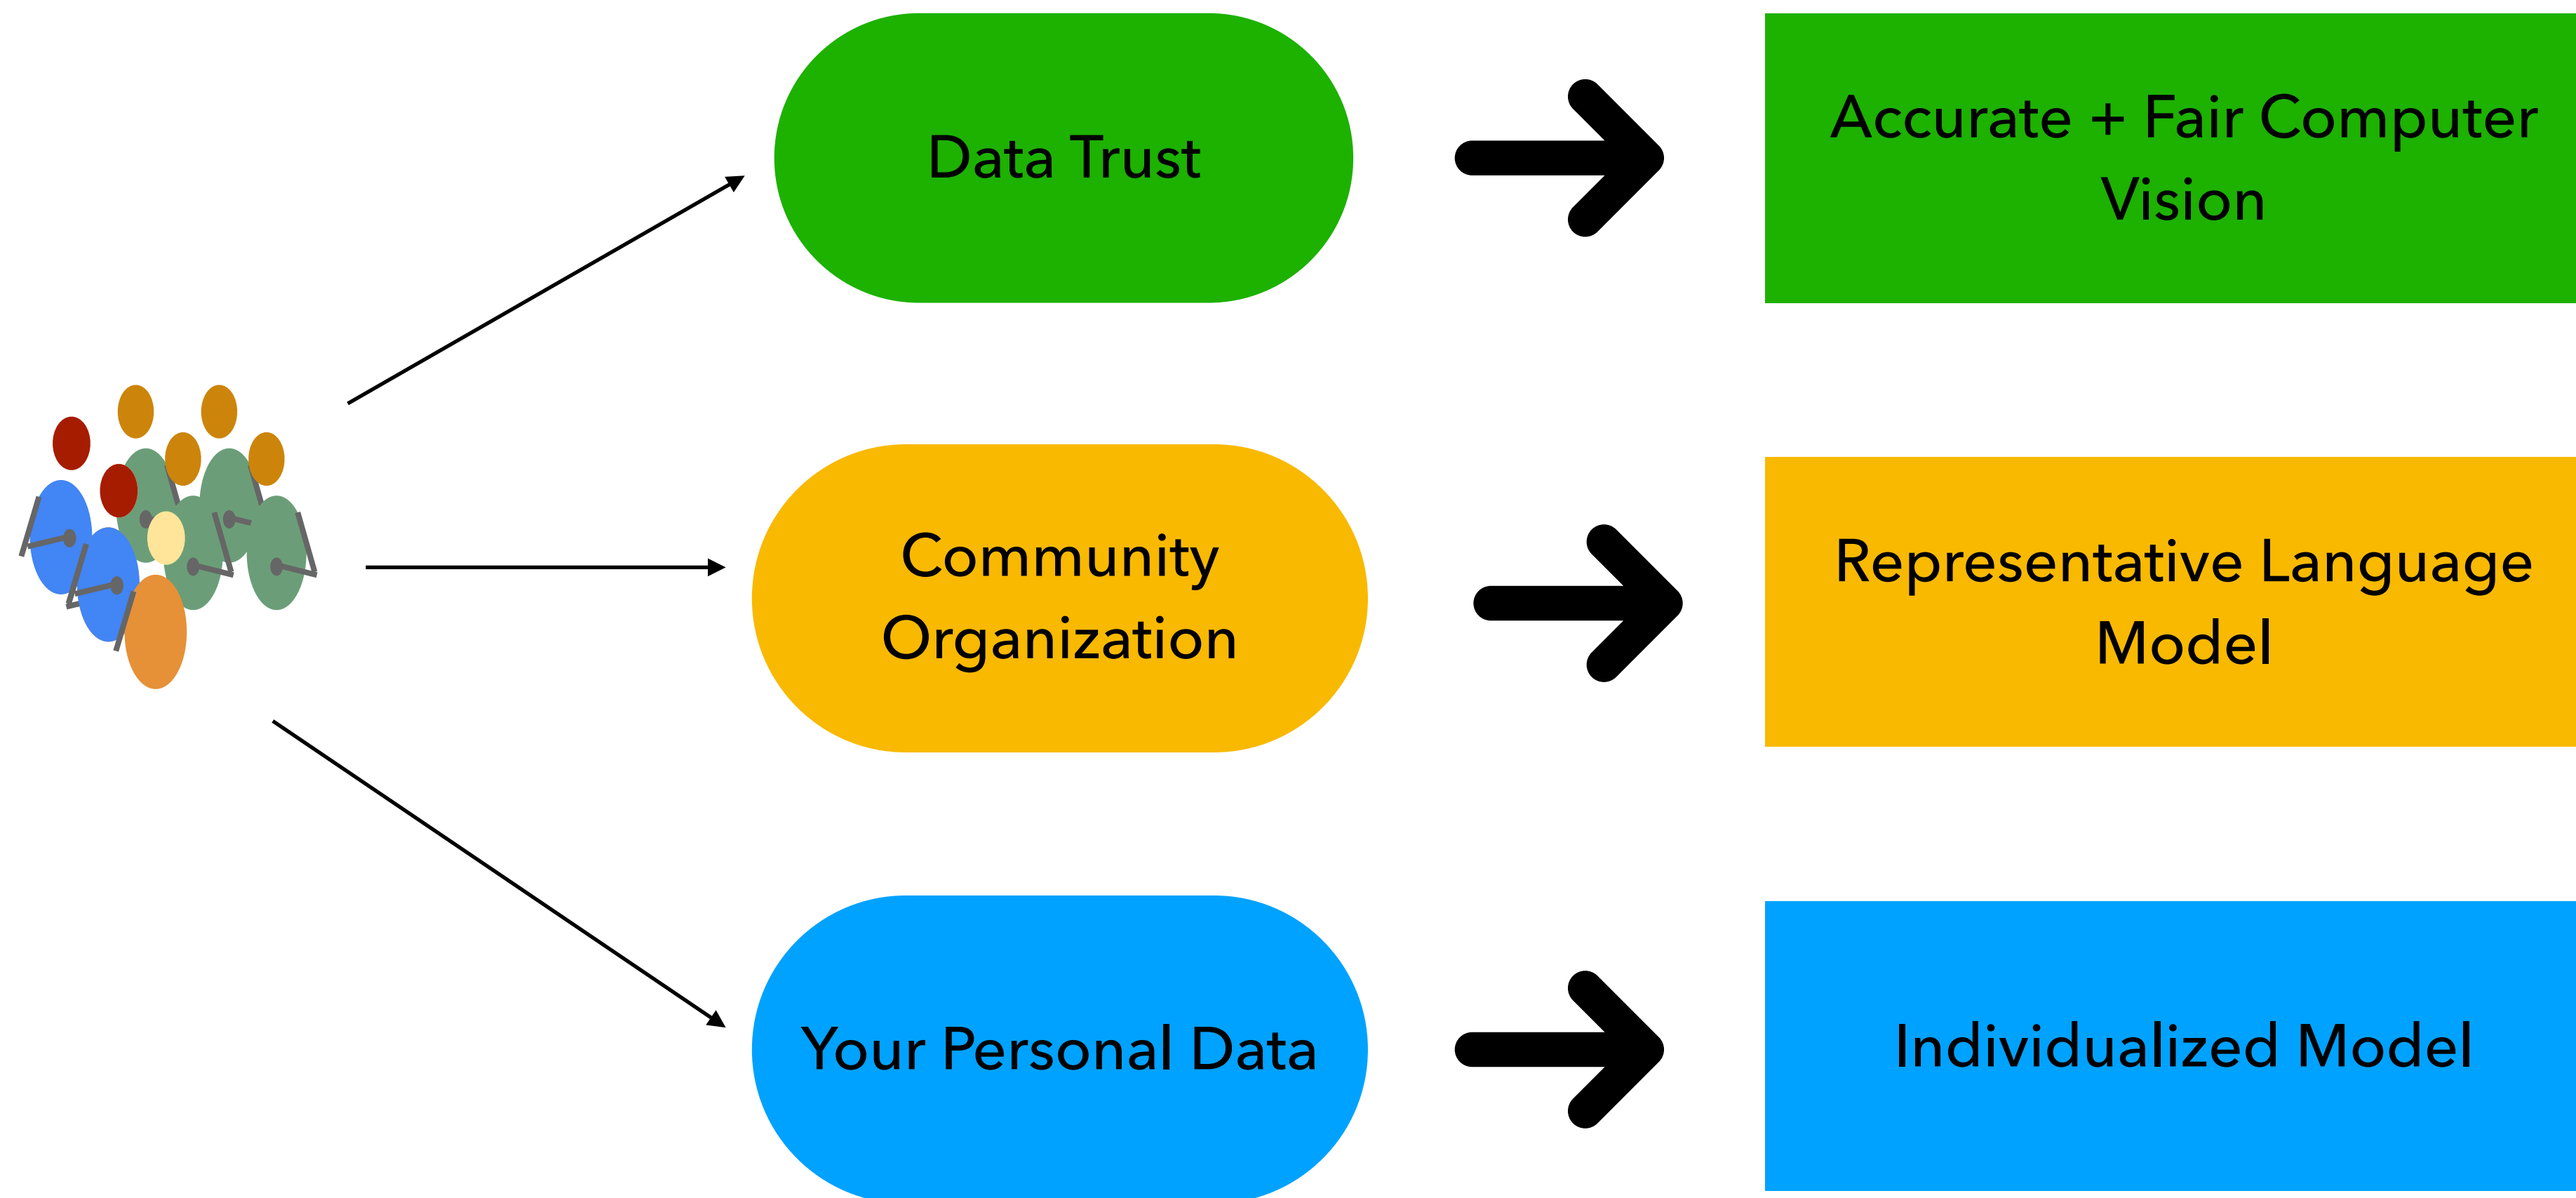 Data Trust
Accurate + Fair Computer
Vision
Community
Organization
Representative Language
Model
Your Personal Data
Individualized Model